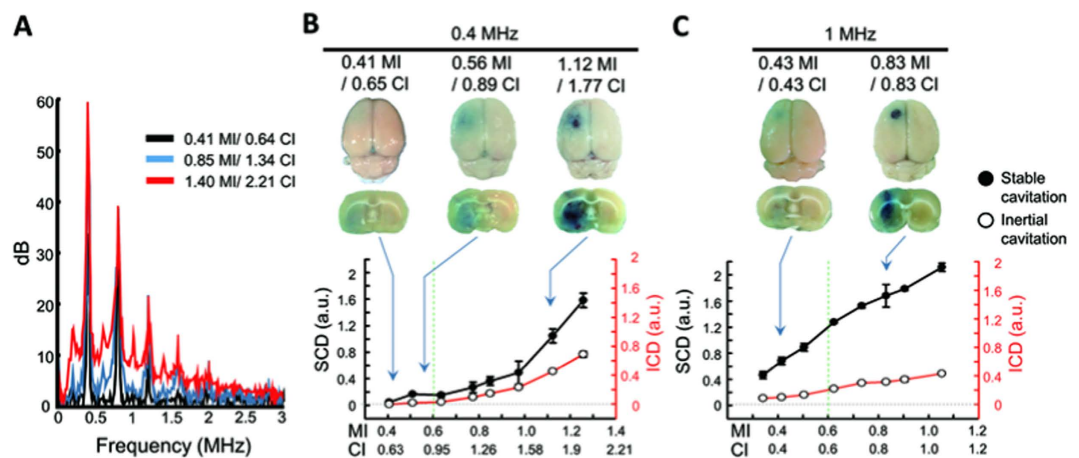 A
dB
60
50
40
30
20
10
0
0 0.5 1 1.5 2 2.5 3
Frequency (MHz)
0.41 MI/ 0.64 CI
0.85 MI/ 1.34 CI
1.40 MI/ 2.21 CI
B
0.4 MHz
0.41 MI 0.56 MI 1.12 MI
/ 0.65 CI / 0.89 CI / 1.77 CI
SCD (a.u.)
2
1.6
1.2
0.8
0.4
0
ICD (a.u.)
2
1.6
1.2
0.8
0.4
0
MI 0.4 0.6 0.8 1.0 1.2 1.4
CI 0.63 0.95 1.26 1.58 1.9 2.21
C
1 MHz
0.43 MI 0.83 MI
/ 0.43 CI / 0.83 CI
SCD (a.u.)
2
1.6
1.2
0.8
0.4
0
ICD (a.u.)
2
1.6
1.2
0.8
0.4
0
MI 0.4 0.6 0.8 1.0 1.2
CI 0.4 0.6 0.8 1.0 1.2
Stable
cavitation
Inertial
cavitation